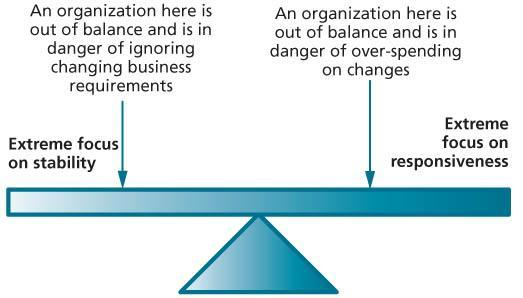 An organization here is
out of balance and is in
danger of ignoring
changing business
requirements
An organization here is
out of balance and is in
danger of over-spending
on changes
Extreme focus
on stability
Extreme
focus on
responsiveness